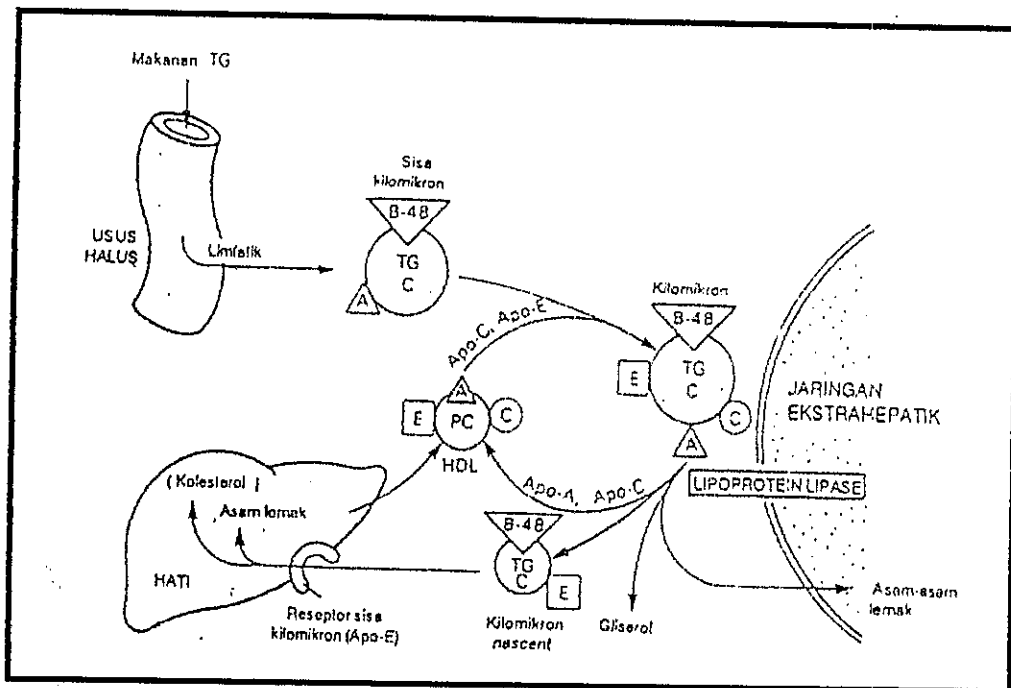 Makanan TG
USUS
HALUS
Limfatik
Sisa
kilomikron
B-48
TG
C
A
Apo-C, Apo-E
Kilomikron
B-48
TG
C
E
C
A
JARINGAN
EKSTRAHEPATIK
A
E
PC
C
HDL
LIPOPROTEIN LIPASE
Apo-A, Apo-C
(Kolesterol)
Asam lemak
HATI
Reseptor sisa
kilomikron (Apo-E)
B-48
TG
C
E
Kilomikron
nascent
Gliserol
Asam-asam
lemak